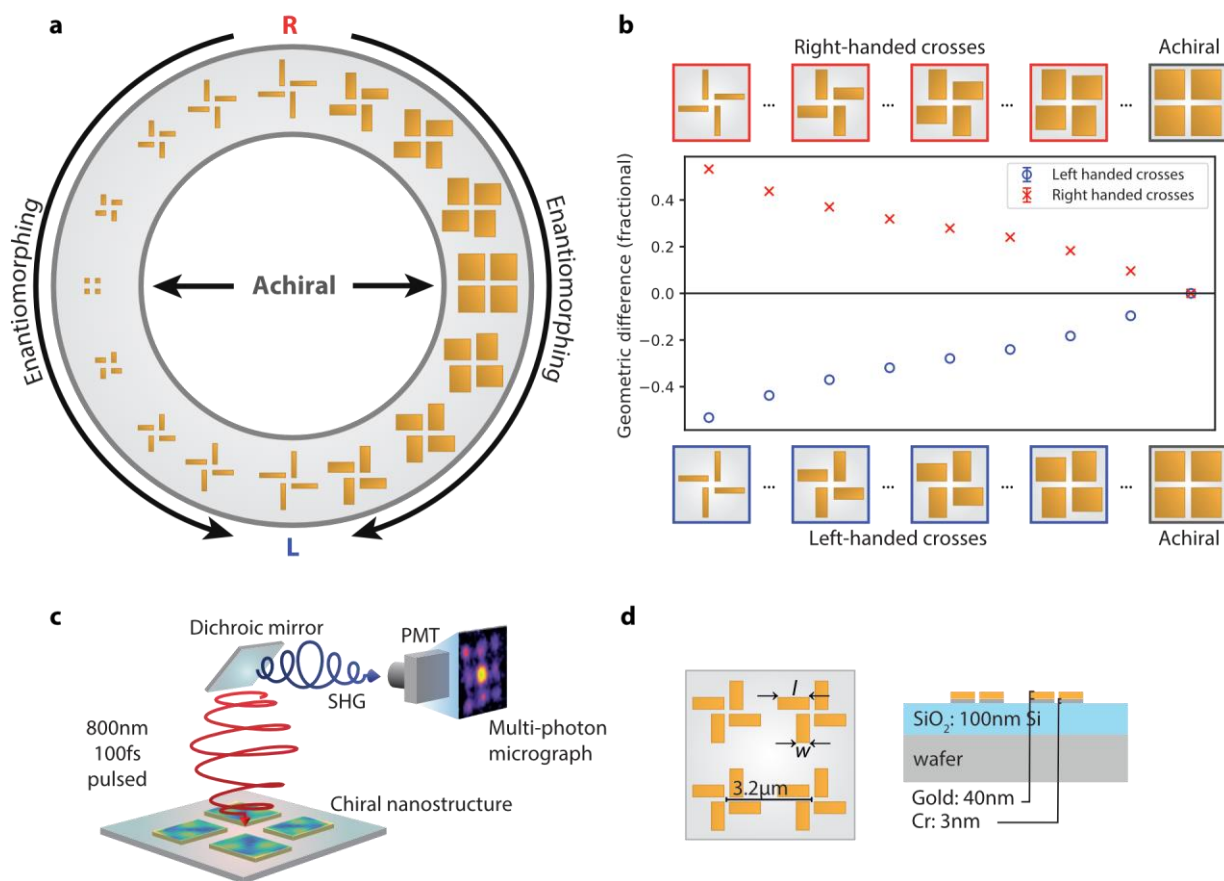 a
R
Enantiomorphing
Achiral
Enantiomorphing
L
b
Right-handed crosses
Achiral
... ... ... ...
Geometric difference (fractional)
0.4
0.2
0.0
−0.2
−0.4
Left handed crosses
Right handed crosses
... ... ... ...
Left-handed crosses
Achiral
c
Dichroic mirror
PMT
SHG
800nm
100fs
pulsed
Multi-photon
micrograph
Chiral nanostructure
d
l
w
3.2μm
SiO₂: 100nm Si
wafer
Gold: 40nm
Cr: 3nm